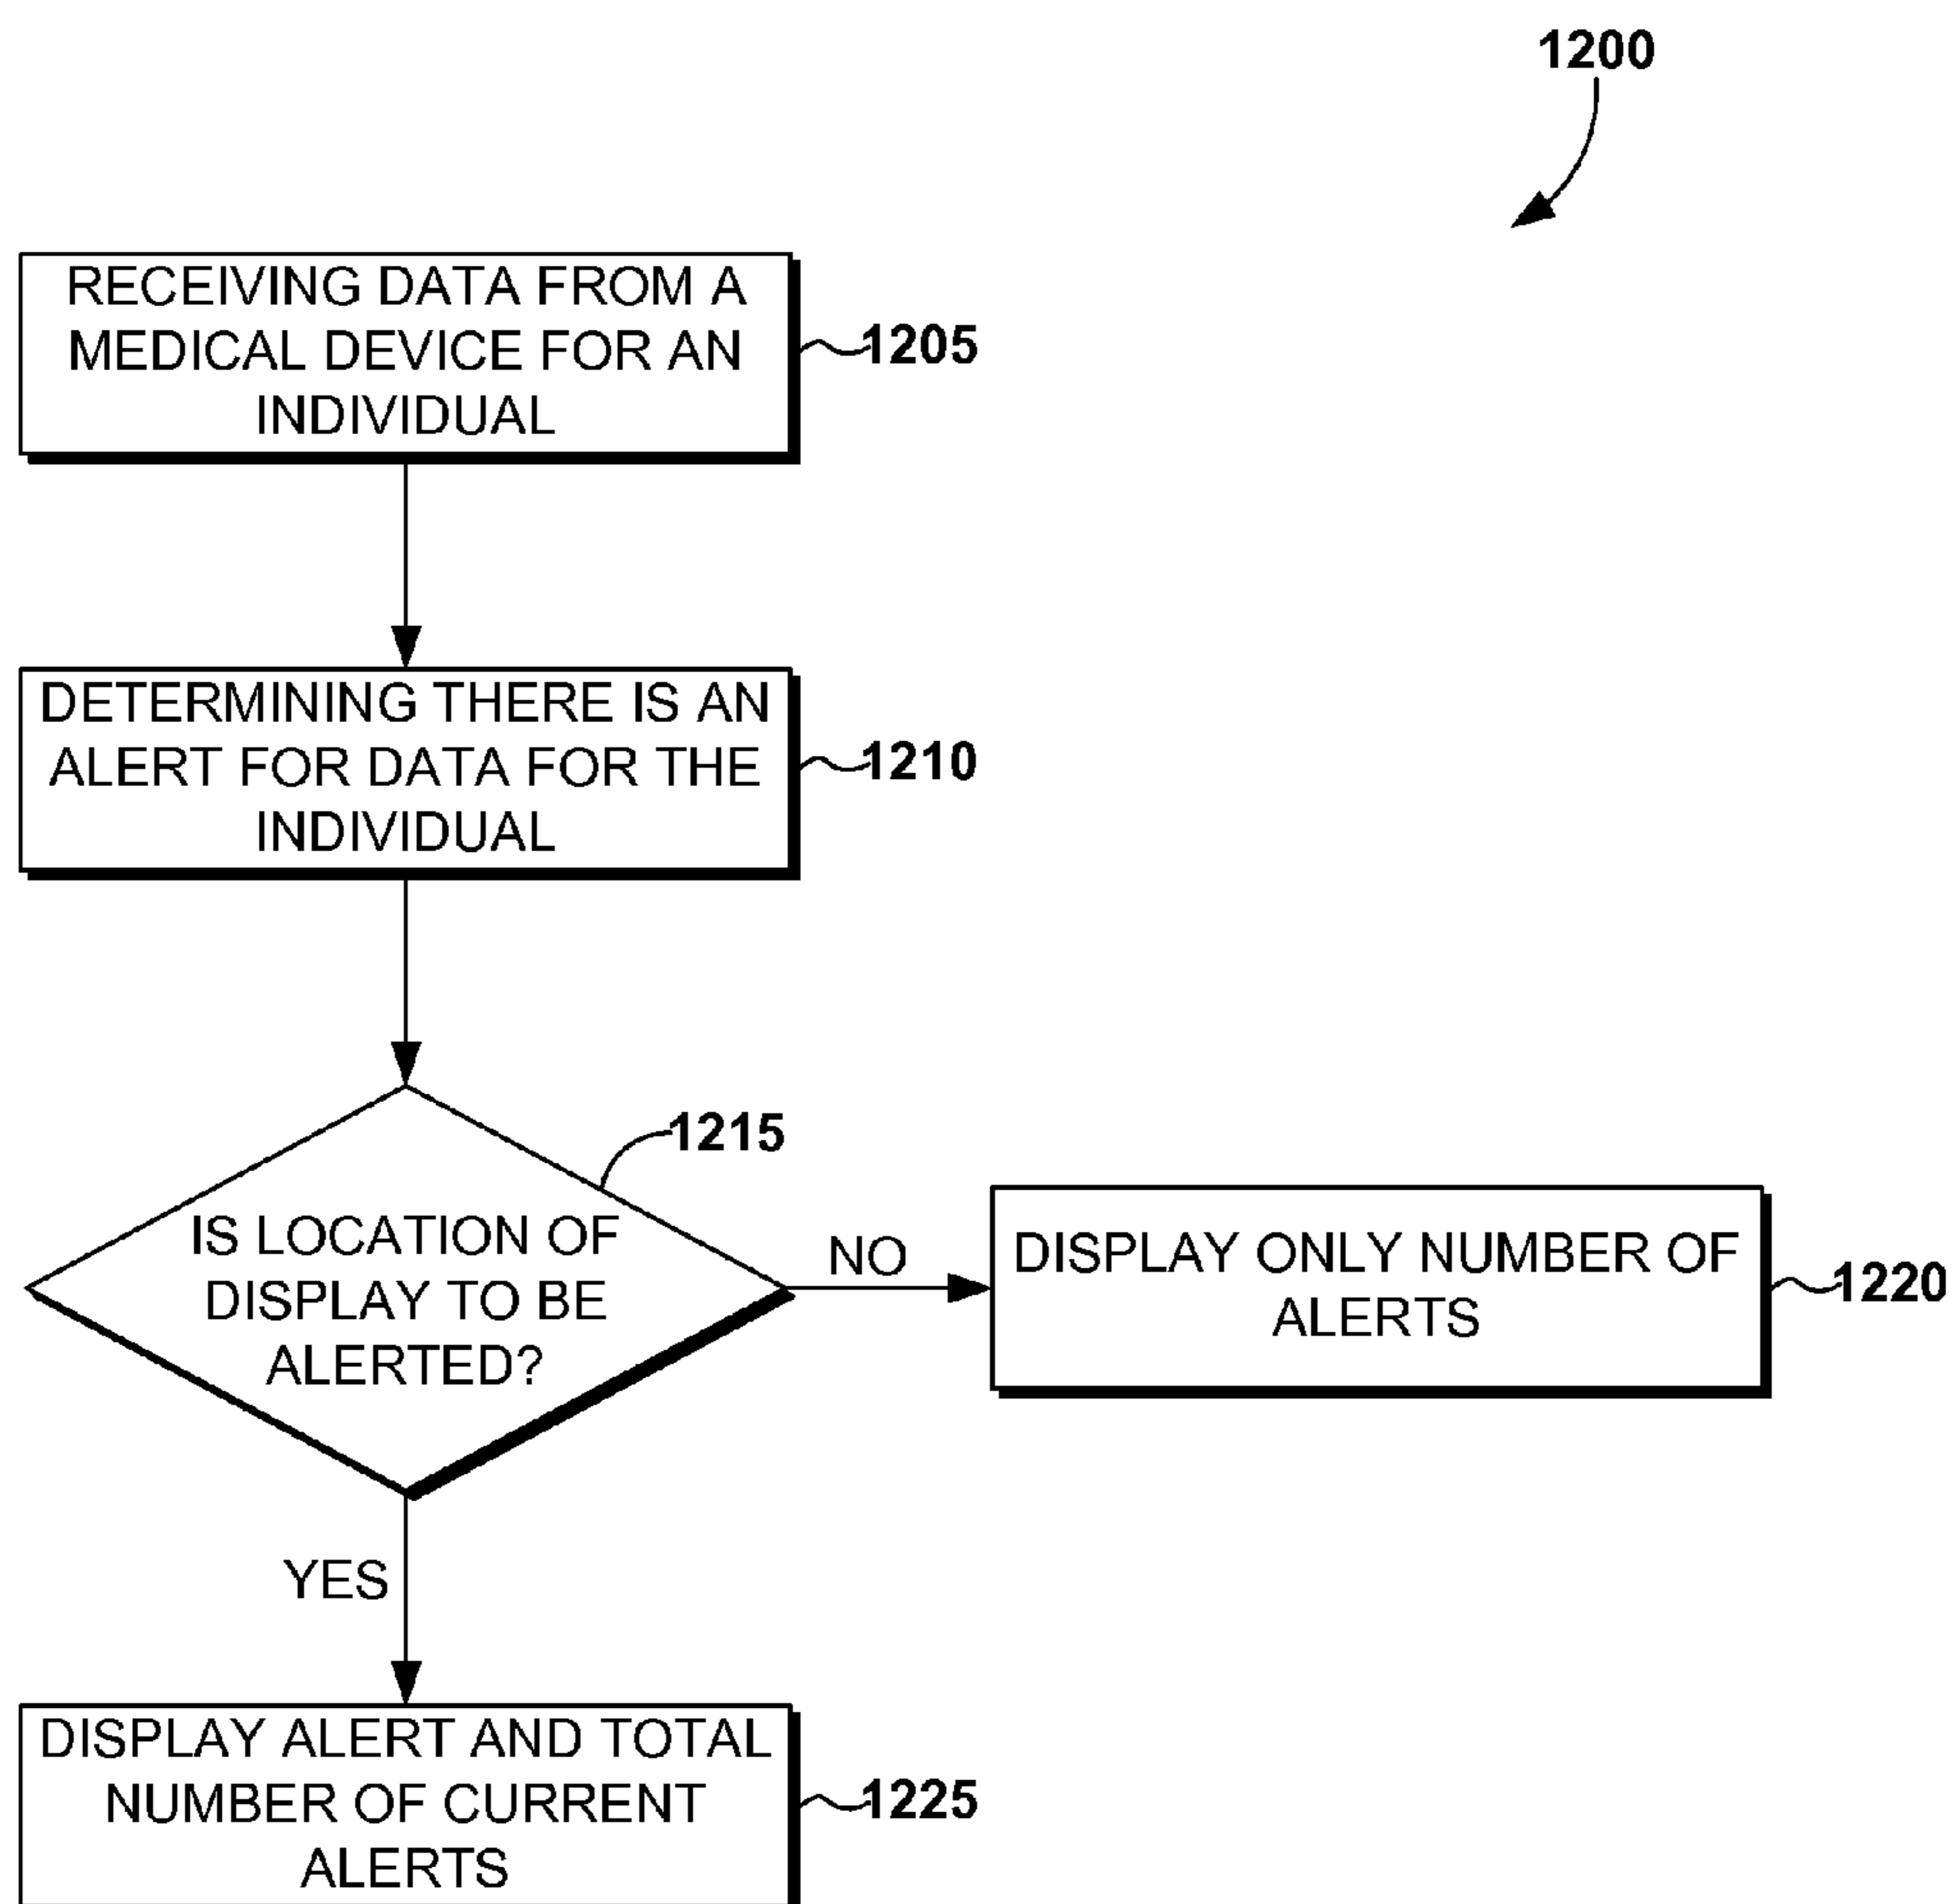 1200
RECEIVING DATA FROM A
MEDICAL DEVICE FOR AN
INDIVIDUAL
1205
DETERMINING THERE IS AN
ALERT FOR DATA FOR THE
INDIVIDUAL
1210
1215
IS LOCATION OF
DISPLAY TO BE
ALERTED?
NO
DISPLAY ONLY NUMBER OF
ALERTS
1220
YES
DISPLAY ALERT AND TOTAL
NUMBER OF CURRENT
ALERTS
1225